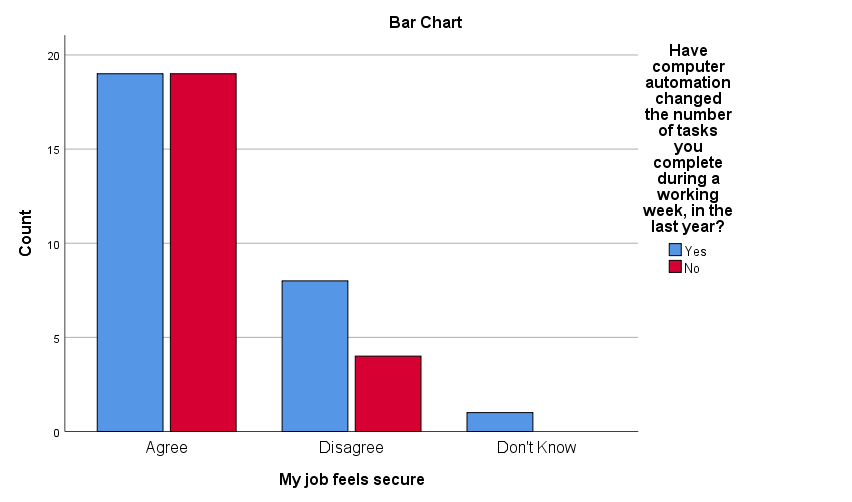 Bar Chart
Have
computer
automation
changed
the number
of tasks
you
complete
during a
working
week, in the
last year?
Yes
No
Count
20
15
10
5
0
Agree
Disagree
Don't Know
My job feels secure